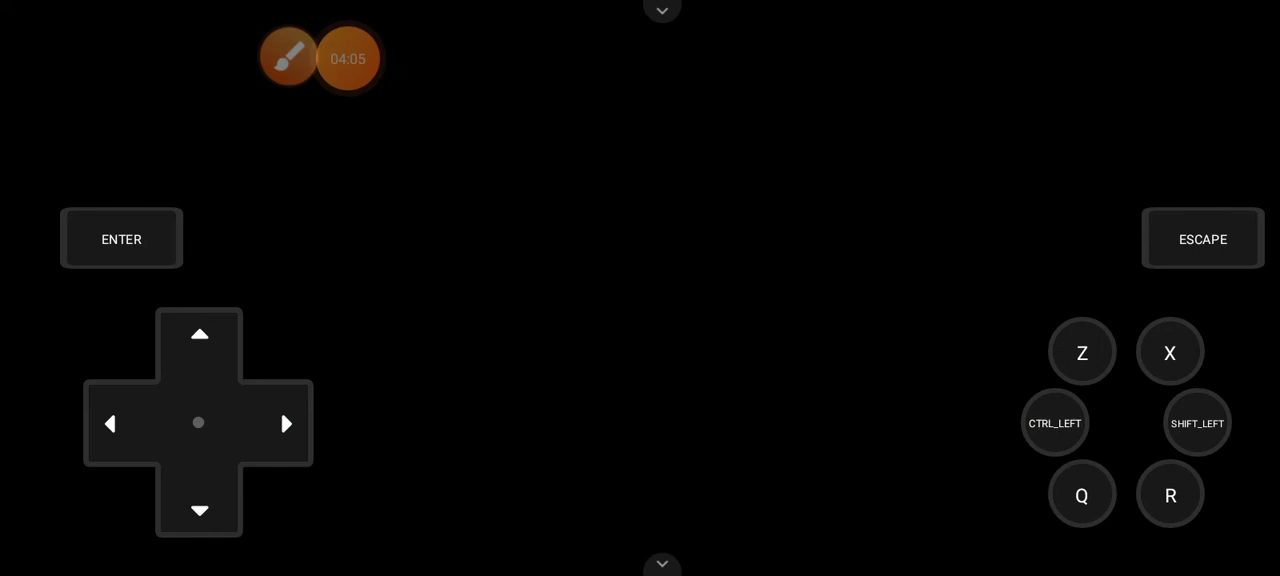 04:05
ENTER
ESCAPE
Z X
CTRL_LEFT SHIFT_LEFT
Q R